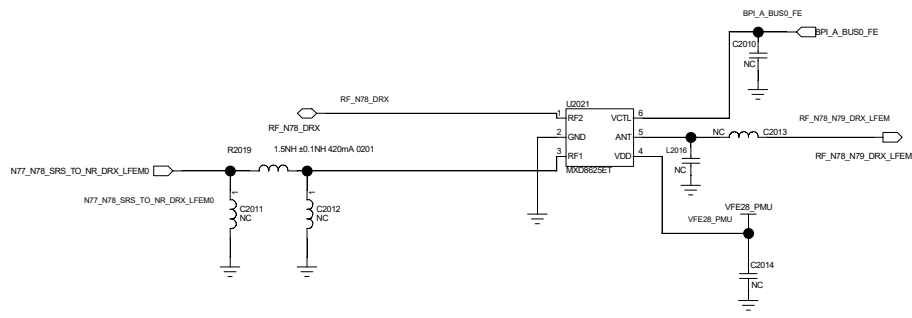 BPI_A_BUS0_FE
BPI_A_BUS0_FE
C2010
NC
RF_N78_DRX
RF_N78_DRX
U2021
1 RF2 VCTL 6
2 GND ANT 5
3 RF1 VDD 4
MXD8625ET
NC C2013
RF_N78_N79_DRX_LFEM
RF_N78_N79_DRX_LFEM
L2016
NC
R2019 1.5NH ±0.1NH 420mA 0201
N77_N78_SRS_TO_NR_DRX_LFEM0
N77_N78_SRS_TO_NR_DRX_LFEM0
1
C2011
NC
1
C2012
NC
VFE28_PMU
VFE28_PMU
C2014
NC